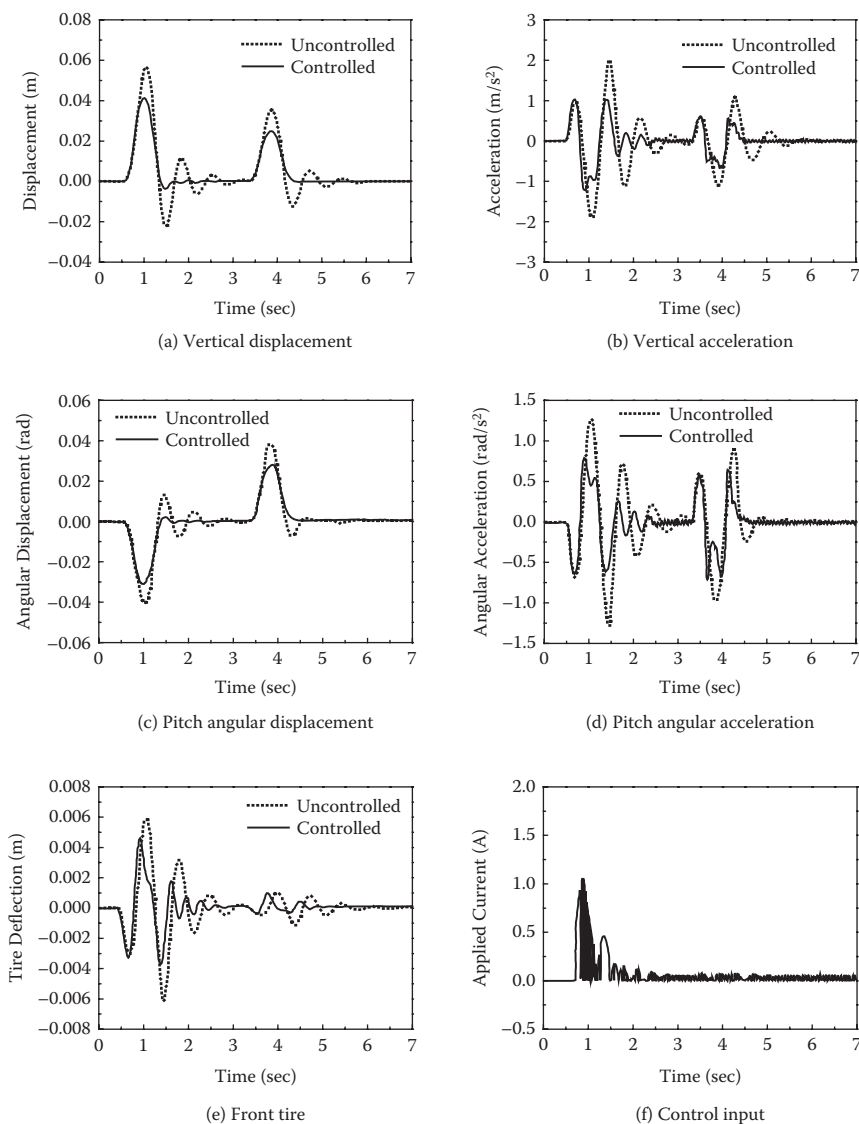 0.08
0.06
0.04
0.02
0.00
−0.02
−0.04
Displacement (m)
Uncontrolled
Controlled
0 1 2 3 4 5 6 7
Time (sec)
(a) Vertical displacement
3
2
1
0
−1
−2
−3
Acceleration (m/s²)
Uncontrolled
Controlled
0 1 2 3 4 5 6 7
Time (sec)
(b) Vertical acceleration
0.06
0.04
0.02
0.00
−0.02
−0.04
−0.06
Angular Displacement (rad)
Uncontrolled
Controlled
0 1 2 3 4 5 6 7
Time (sec)
(c) Pitch angular displacement
1.5
1.0
0.5
0.0
−0.5
−1.0
−1.5
Angular Acceleration (rad/s²)
Uncontrolled
Controlled
0 1 2 3 4 5 6 7
Time (sec)
(d) Pitch angular acceleration
0.008
0.006
0.004
0.002
0.000
−0.002
−0.004
−0.006
−0.008
Tire Deflection (m)
Uncontrolled
Controlled
0 1 2 3 4 5 6 7
Time (sec)
(e) Front tire
2.0
1.5
1.0
0.5
0.0
−0.5
Applied Current (A)
0 1 2 3 4 5 6 7
Time (sec)
(f) Control input